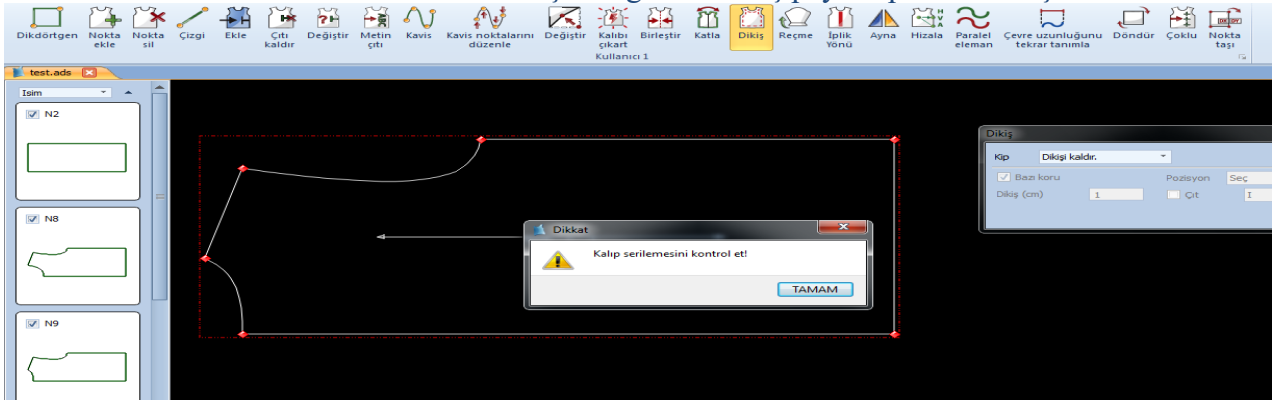 Dikdörtgen
Nokta ekle
Nokta sil
Çizgi
Ekle
Çıtı kaldır
Değiştir
Metin çıtı
Kavis
Kavis noktalarını düzenle
Değiştir
Kalıbı çıkart
Birleştir
Katla
Dikiş
Reçme
İplik Yönü
Ayna
Hizala
Paralel eleman
Çevre uzunluğunu tekrar tanımla
Döndür
Çoklu
Nokta taşı
Kullanıcı 1
test.ads
Isim
N2
N8
N9
Dikkat
Kalıp serilemesini kontrol et!
TAMAM
Dikiş
Kip Dikişi kaldır.
Bazı koru Pozisyon Seç
Dikiş (cm) 1 Çıt I